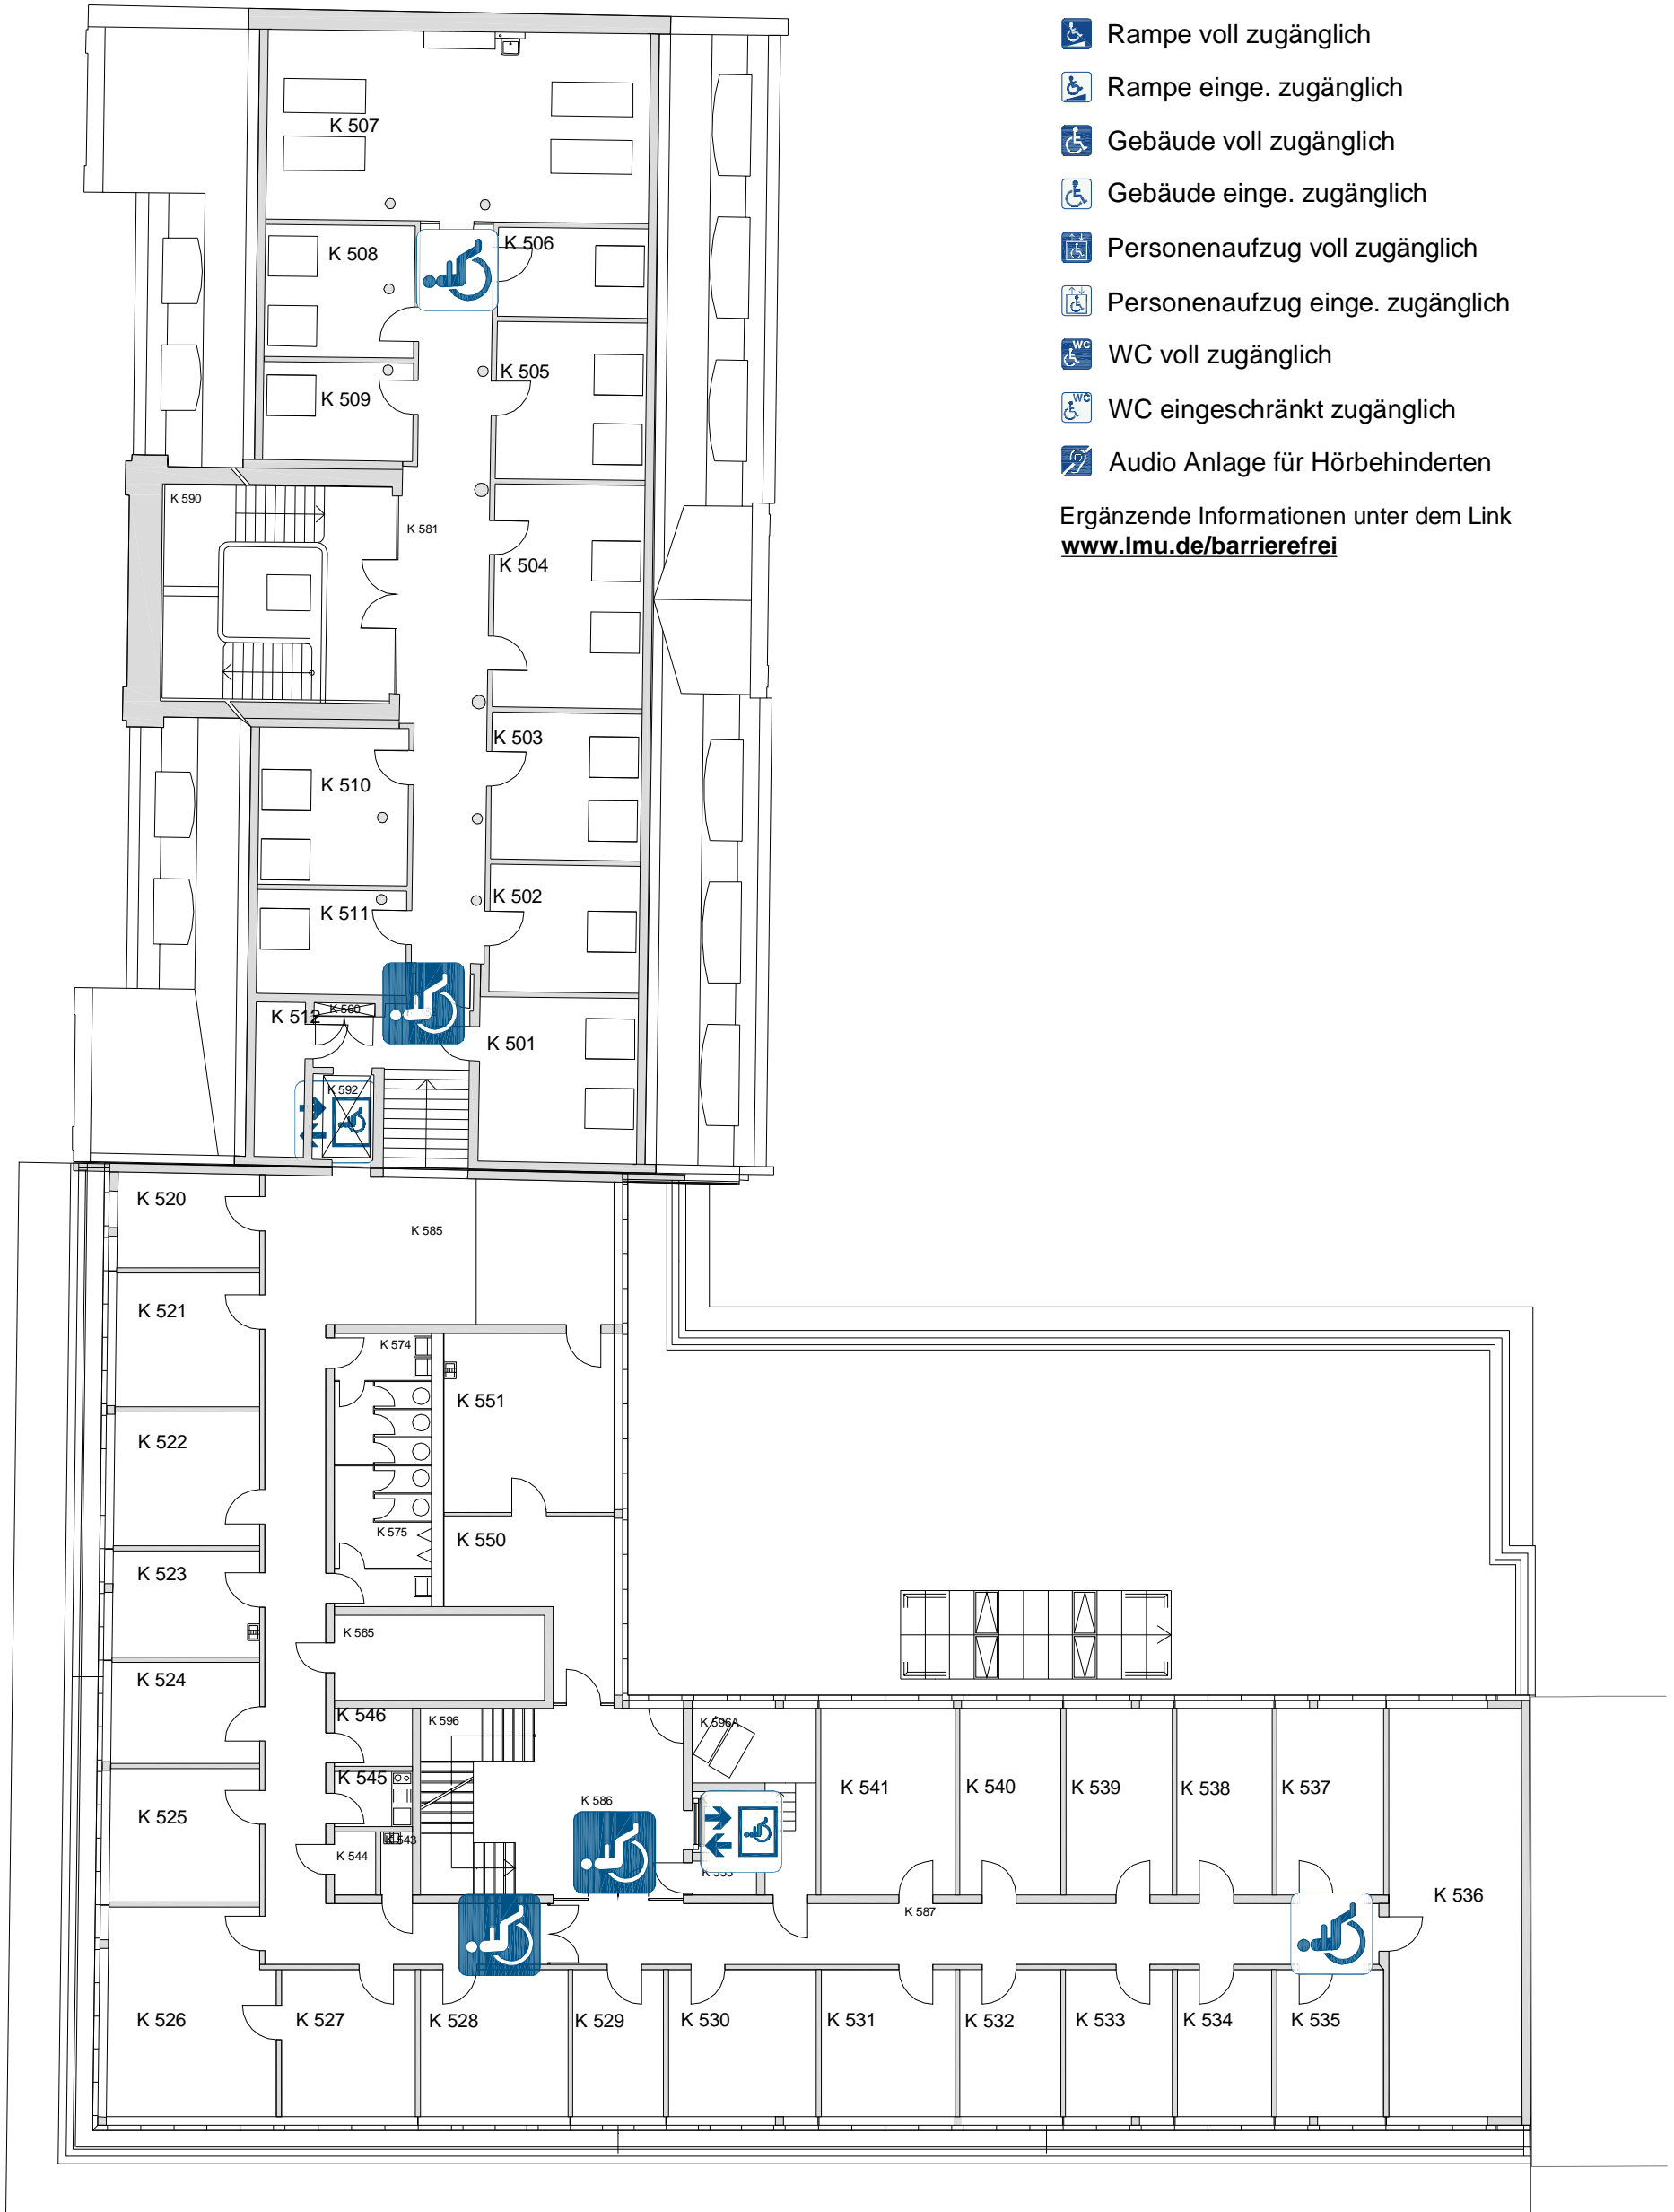 Rampe voll zugänglich
Rampe einge. zugänglich
Gebäude voll zugänglich
Gebäude einge. zugänglich
Personenaufzug voll zugänglich
Personenaufzug einge. zugänglich
WC
WC voll zugänglich
WC
WC eingeschränkt zugänglich
Audio Anlage für Hörbehinderten
Ergänzende Informationen unter dem Link
www.lmu.de/barrierefrei
K 507
K 508
K 506
K 509
K 505
K 590
K 581
K 504
K 503
K 510
K 502
K 511
K 512
K 560
K 501
K 592
K 520
K 585
K 521
K 574
K 551
K 522
K 575
K 550
K 523
K 565
K 524
K 546
K 596
K 596A
K 545
K 541
K 540
K 539
K 538
K 537
K 586
K 525
K 543
K 544
K 536
K 587
K 526
K 527
K 528
K 529
K 530
K 531
K 532
K 533
K 534
K 535